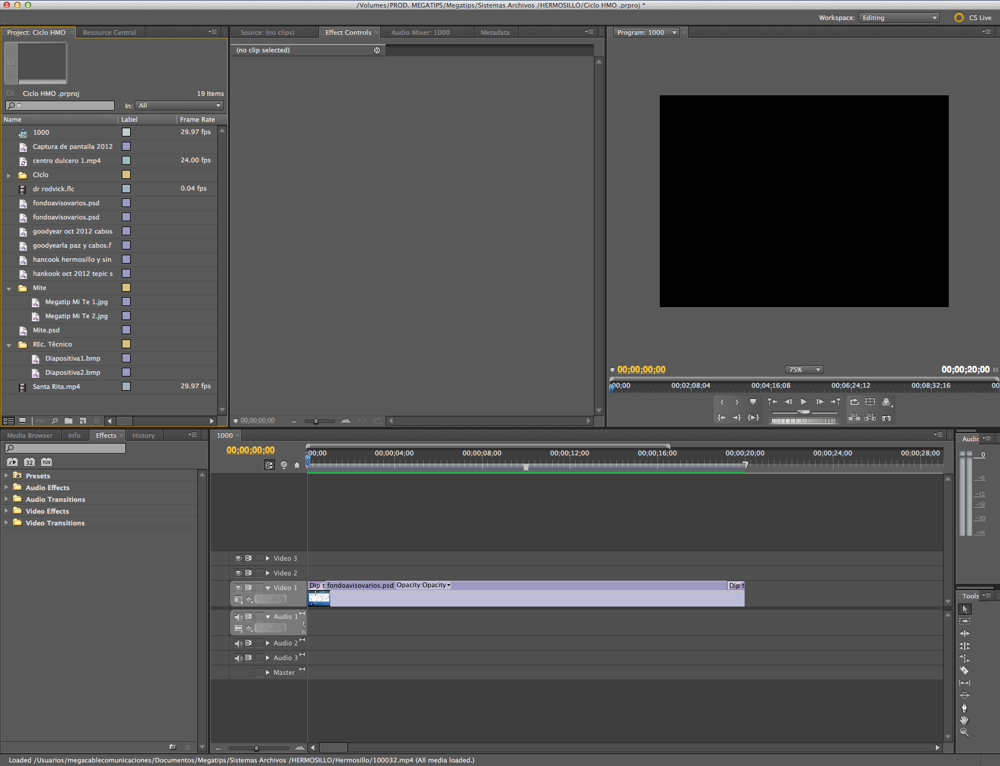 /Volumes/PROD. MEGATIPS/Megatips/Sistemas Archivos /HERMOSILLO/Ciclo HMO .prproj *
Workspace: Editing CS Live
Project: Ciclo HMO × Resource Central
Ciclo HMO .prproj 19 Items
In: All
Name Label Frame Rate
1000 29.97 fps
Captura de pantalla 2012
centro dulcero 1.mp4 24.00 fps
CIclo
dr rodvick.flc 0.04 fps
fondoavisovarios.psd
fondoavisovarios.psd
goodyear oct 2012 cabos
goodyearla paz y cabos.f
hancook hermosillo y sin
hankook oct 2012 tepic s
Mite
Megatip Mi Te 1.jpg
Megatip Mi Te 2.jpg
Mite.psd
REc. Técnico
Diapositiva1.bmp
Diapositiva2.bmp
Santa Rita.mp4 29.97 fps
Source: (no clips) Effect Controls × Audio Mixer: 1000 Metadata
(no clip selected)
00;00;00;00
Program: 1000 ×
00;00;00;00 75% 00;00;20;00
00;00 00;02;08;04 00;04;16;08 00;06;24;12 00;08;32;16 00
Media Browser Info Effects × History
32 YUV
Presets
Audio Effects
Audio Transitions
Video Effects
Video Transitions
1000 ×
00;00;00;00
;00;00 00;00;04;00 00;00;08;00 00;00;12;00 00;00;16;00 00;00;20;00 00;00;24;00 00;00;28;00
Video 3
Video 2
Video 1
Dip t fondoavisovarios.psd Opacity:Opacity Dip t
Audio 1
L
R
Audio 2
Audio 3
Master
Audio
0
-6
-12
-18
-30
-∞
Tools
Loaded /Usuarios/megacablecomunicaciones/Documentos/Megatips/Sistemas Archivos /HERMOSILLO/Hermosillo/100032.mp4 (All media loaded.)